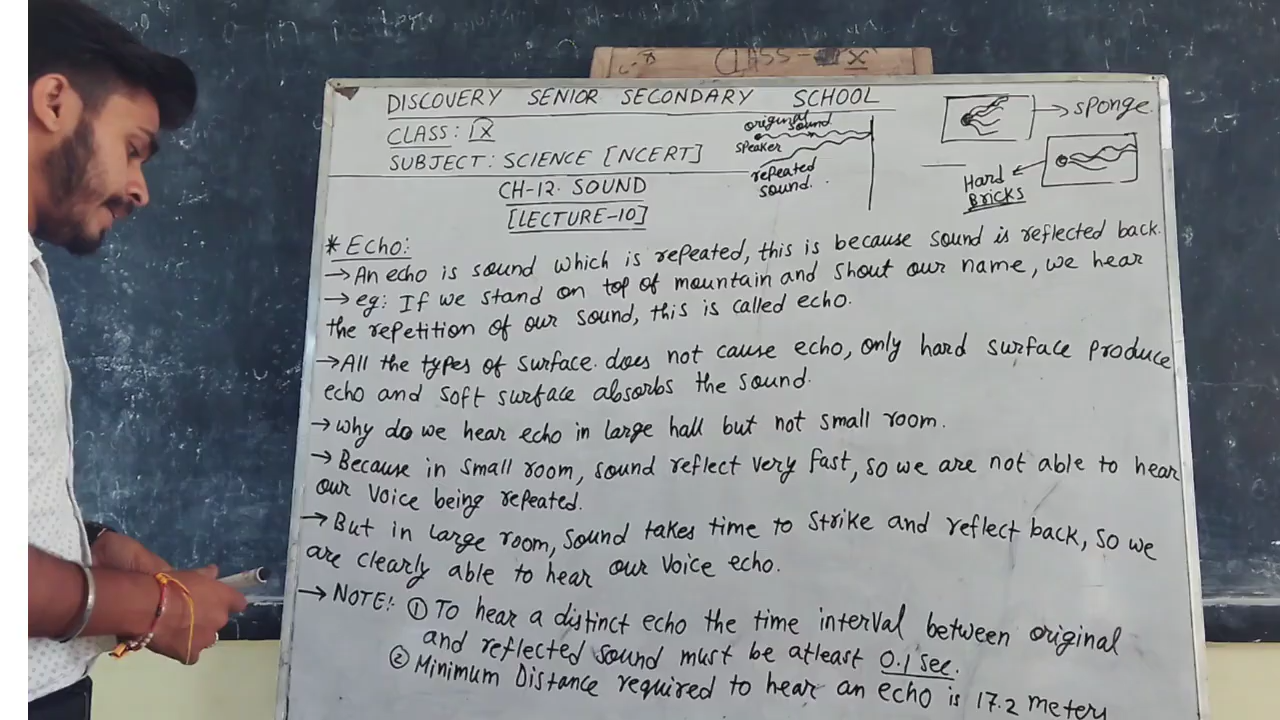 CLASS- IX
DISCOVERY SENIOR SECONDARY SCHOOL
CLASS: IX
SUBJECT: SCIENCE [NCERT]
CH-12. SOUND
[LECTURE-10]
original sound
speaker
repeated sound.
sponge
Hard Bricks
* Echo:
→ An echo is sound which is repeated, this is because sound is reflected back.
→ eg: If we stand on top of mountain and shout our name, we hear
the repetition of our sound, this is called echo.
→ All the types of surface does not cause echo, only hard surface produce
echo and soft surface absorbs the sound.
→ Why do we hear echo in large hall but not small room.
→ Because in small room, sound reflect very fast, so we are not able to hear
our voice being repeated.
→ But in large room, sound takes time to strike and reflect back, so we
are clearly able to hear our voice echo.
→ NOTE:- ① To hear a distinct echo the time interval between original
and reflected sound must be atleast 0.1 sec.
② Minimum Distance required to hear an echo is 17.2 meters